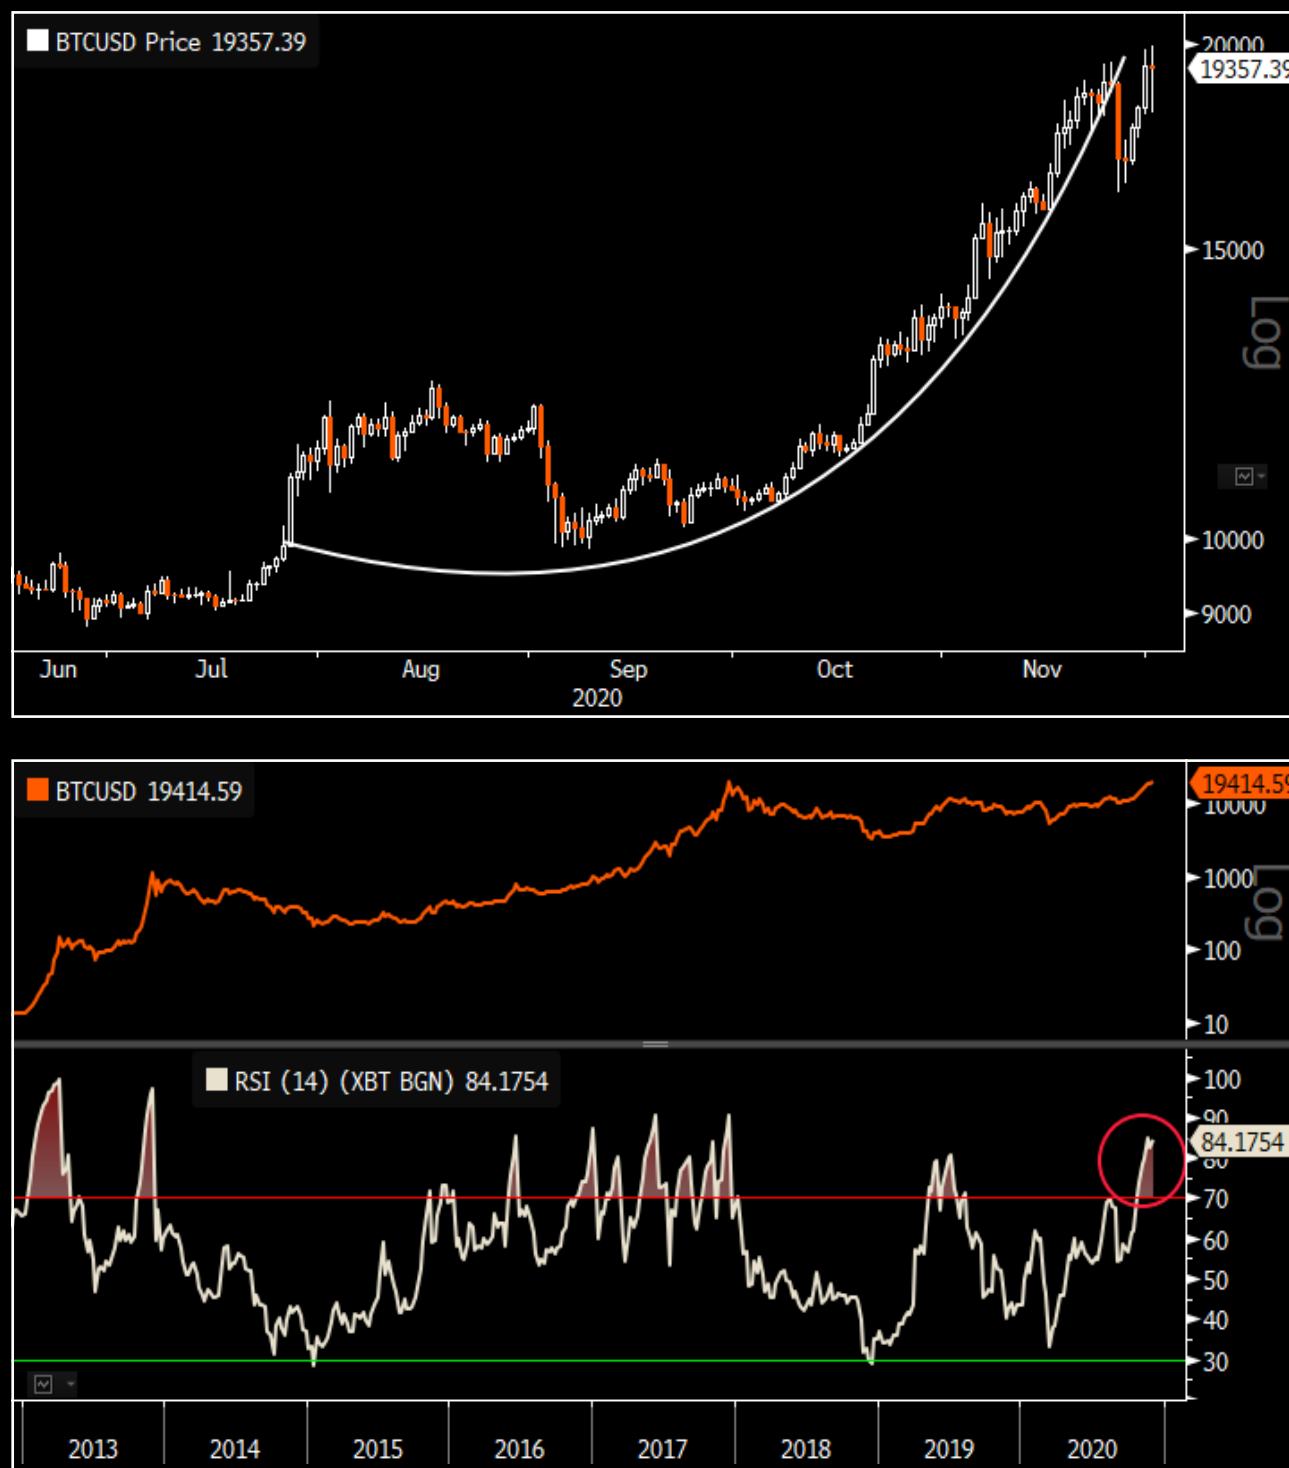 BTCUSD Price 19357.39
20000
19357.39
15000
Log
10000
9000
Jun Jul Aug Sep Oct Nov
2020
BTCUSD 19414.59
19414.59
10000
1000
Log
100
10
RSI (14) (XBT BGN) 84.1754
100
90
84.1754
80
70
60
50
40
30
2013 2014 2015 2016 2017 2018 2019 2020